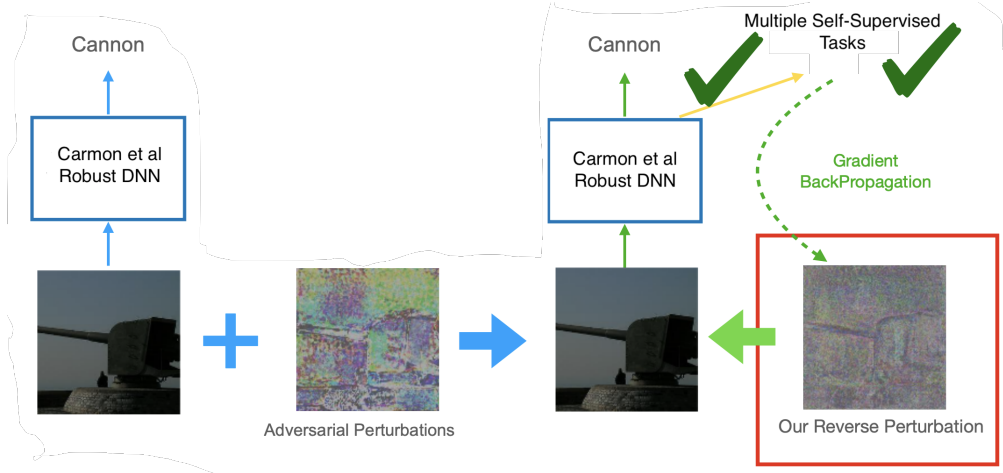 Cannon
Carmon et al
Robust DNN
Adversarial Perturbations
Cannon
Carmon et al
Robust DNN
Multiple Self-Supervised
Tasks
Gradient
BackPropagation
Our Reverse Perturbation